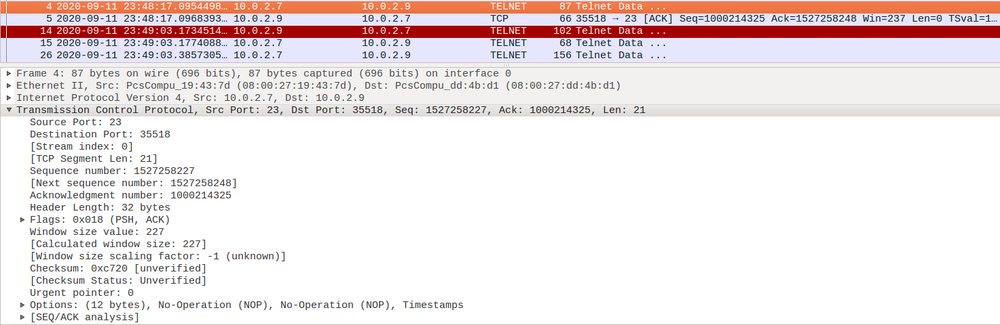 4 2020-09-11 23:48:17.0954498… 10.0.2.7 10.0.2.9 TELNET 87 Telnet Data ...
5 2020-09-11 23:48:17.0968393… 10.0.2.9 10.0.2.7 TCP 66 35518 → 23 [ACK] Seq=1000214325 Ack=1527258248 Win=237 Len=0 TSval=1…
14 2020-09-11 23:49:03.1734514… 10.0.2.9 10.0.2.7 TELNET 102 Telnet Data ...
15 2020-09-11 23:49:03.1774088… 10.0.2.7 10.0.2.9 TELNET 68 Telnet Data ...
26 2020-09-11 23:49:03.3857305… 10.0.2.7 10.0.2.9 TELNET 156 Telnet Data ...
Frame 4: 87 bytes on wire (696 bits), 87 bytes captured (696 bits) on interface 0
Ethernet II, Src: PcsCompu_19:43:7d (08:00:27:19:43:7d), Dst: PcsCompu_dd:4b:d1 (08:00:27:dd:4b:d1)
Internet Protocol Version 4, Src: 10.0.2.7, Dst: 10.0.2.9
Transmission Control Protocol, Src Port: 23, Dst Port: 35518, Seq: 1527258227, Ack: 1000214325, Len: 21
Source Port: 23
Destination Port: 35518
[Stream index: 0]
[TCP Segment Len: 21]
Sequence number: 1527258227
[Next sequence number: 1527258248]
Acknowledgment number: 1000214325
Header Length: 32 bytes
Flags: 0x018 (PSH, ACK)
Window size value: 227
[Calculated window size: 227]
[Window size scaling factor: -1 (unknown)]
Checksum: 0xc720 [unverified]
[Checksum Status: Unverified]
Urgent pointer: 0
Options: (12 bytes), No-Operation (NOP), No-Operation (NOP), Timestamps
[SEQ/ACK analysis]